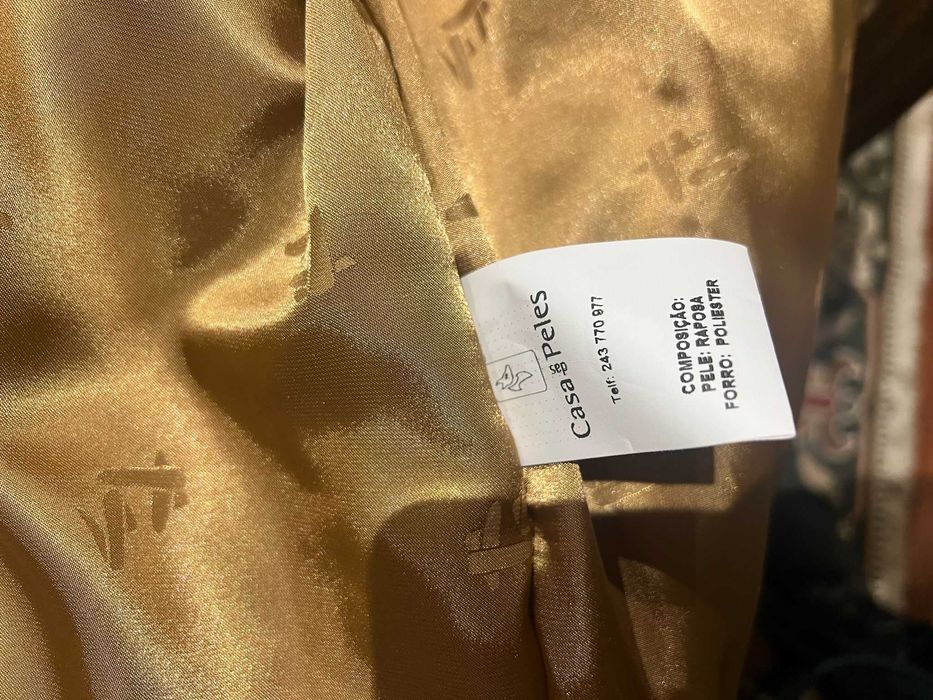 Casa das Peles
Telf: 243 770 977
COMPOSIÇÃO:
PELE: RAPOSA
FORRO: POLIESTER